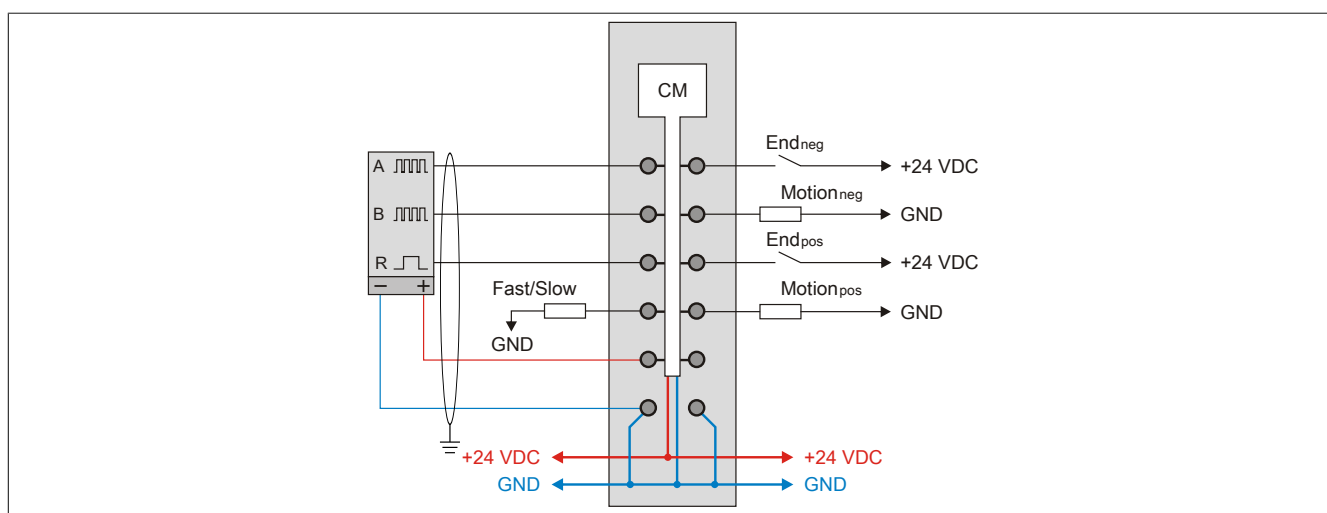 CM
A
B
R
− +
Fast/Slow
GND
Endneg
+24 VDC
Motionneg
GND
Endpos
+24 VDC
Motionpos
GND
+24 VDC
+24 VDC
GND
GND